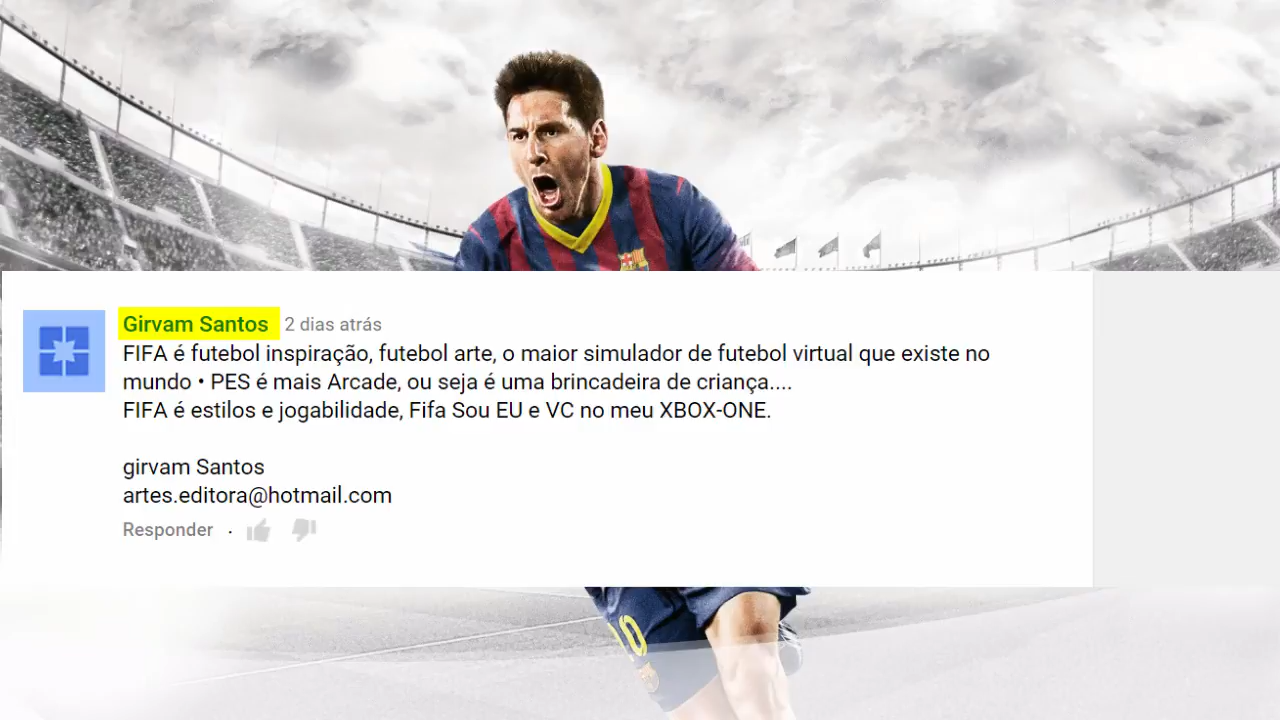 Girvam Santos 2 dias atrás
FIFA é futebol inspiração, futebol arte, o maior simulador de futebol virtual que existe no
mundo • PES é mais Arcade, ou seja é uma brincadeira de criança....
FIFA é estilos e jogabilidade, Fifa Sou EU e VC no meu XBOX-ONE.
girvam Santos
artes.editora@hotmail.com
Responder ·
10